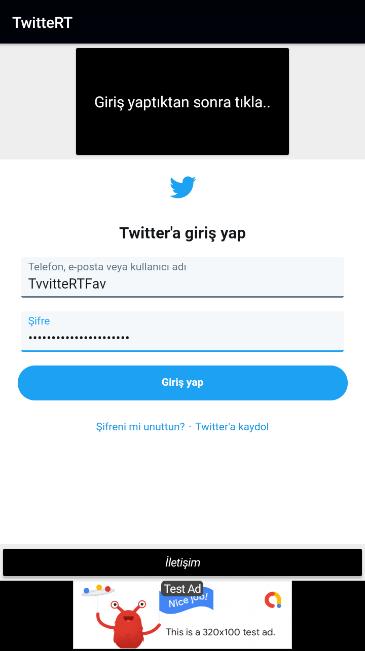 TwitteRT
Giriş yaptıktan sonra tıkla..
Twitter'a giriş yap
Telefon, e-posta veya kullanıcı adı
TvvitteRTFav
Şifre
••••••••••••••••••••••
Giriş yap
Şifreni mi unuttun? · Twitter'a kaydol
İletişim
Test Ad
Nice job!
This is a 320x100 test ad.